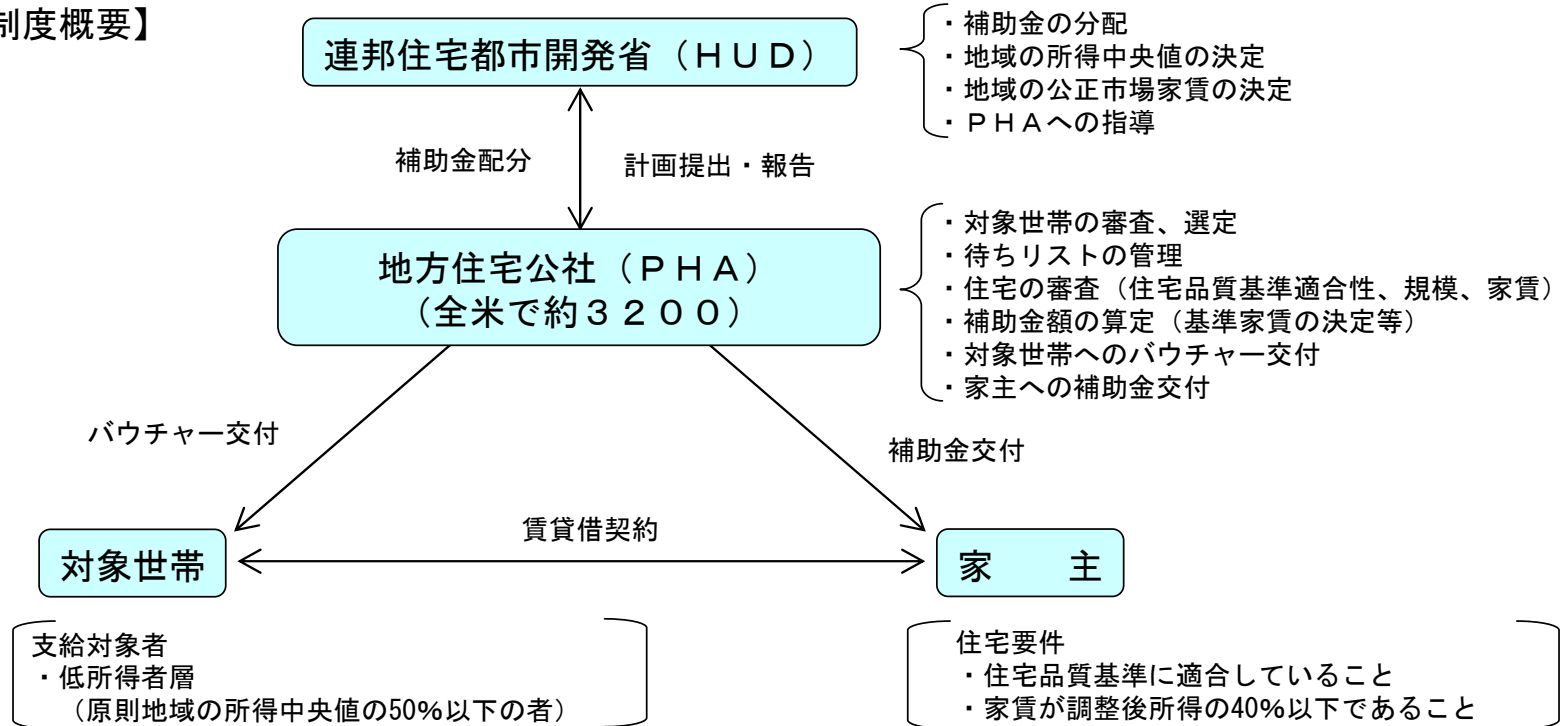 制度概要】
連邦住宅都市開発省（ＨＵＤ）
・補助金の分配
・地域の所得中央値の決定
・地域の公正市場家賃の決定
・ＰＨＡへの指導
補助金配分
計画提出・報告
地方住宅公社（ＰＨＡ）
（全米で約３２００）
・対象世帯の審査、選定
・待ちリストの管理
・住宅の審査（住宅品質基準適合性、規模、家賃）
・補助金額の算定（基準家賃の決定等）
・対象世帯へのバウチャー交付
・家主への補助金交付
バウチャー交付
補助金交付
賃貸借契約
対象世帯
家　　主
支給対象者
・低所得者層
（原則地域の所得中央値の50%以下の者）
住宅要件
・住宅品質基準に適合していること
・家賃が調整後所得の40%以下であること